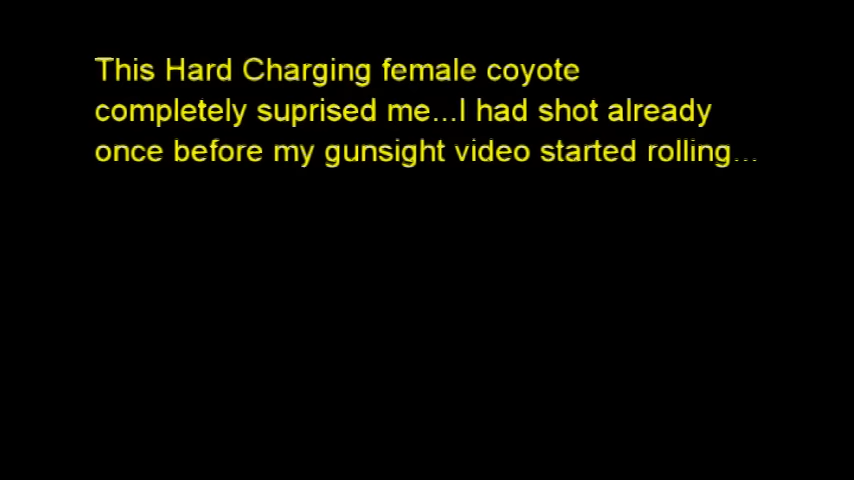 This Hard Charging female coyote
completely suprised me...I had shot already
once before my gunsight video started rolling...